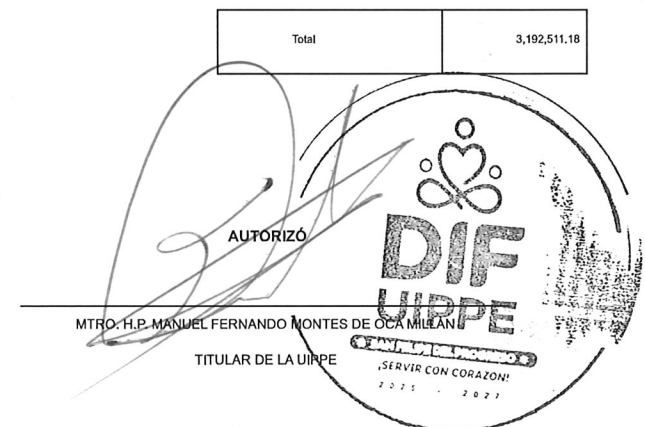 Total 3,192,511.18
AUTORIZÓ
DIF
UIPPE
MTRO. H.P. MANUEL FERNANDO MONTES DE OCA MILLÁN
TITULAR DE LA UIPPE
¡SERVIR CON CORAZÓN!
2025 - 2027